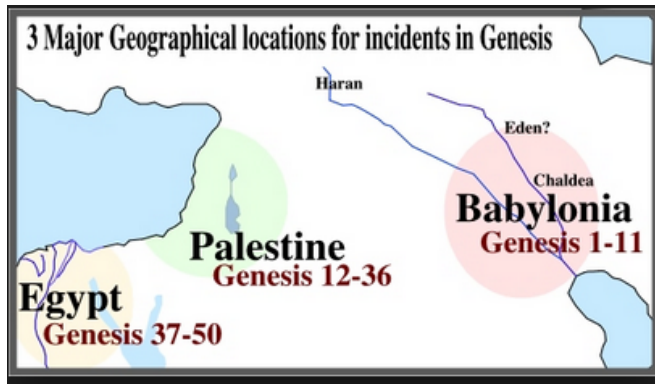 3 Major Geographical locations for incidents in Genesis
Haran
Eden?
Chaldea
Babylonia
Genesis 1-11
Palestine
Genesis 12-36
Egypt
Genesis 37-50